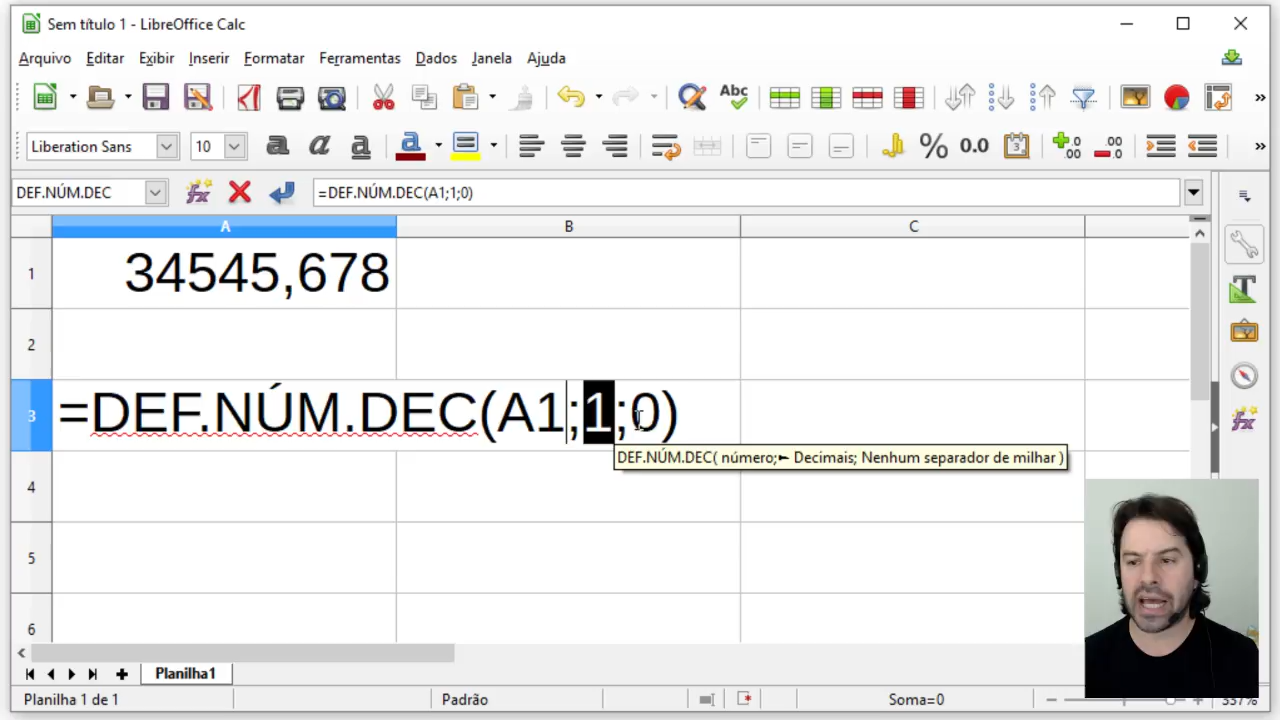 Sem título 1 - LibreOffice Calc
Arquivo Editar Exibir Inserir Formatar Ferramentas Dados Janela Ajuda
Abc
Liberation Sans 10 a a a a % 0.0
DEF.NÚM.DEC =DEF.NÚM.DEC(A1;1;0)
A B C
1 34545,678
2
3 =DEF.NÚM.DEC(A1;1;0)
DEF.NÚM.DEC( número;► Decimais; Nenhum separador de milhar )
4
5
6
Planilha1
Planilha 1 de 1 Padrão Soma=0 337%